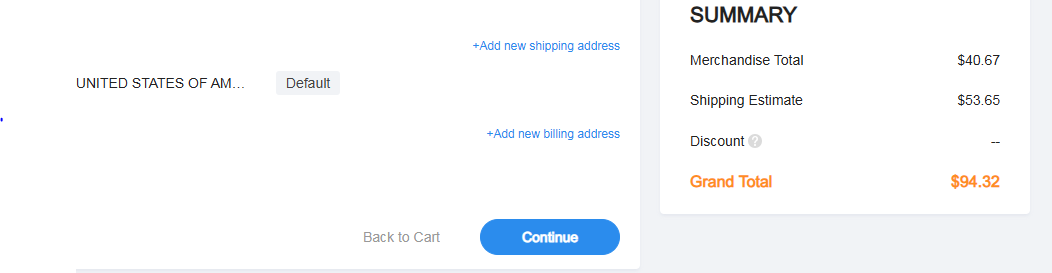 +Add new shipping address
UNITED STATES OF AM... Default
+Add new billing address
Back to Cart Continue
SUMMARY
Merchandise Total $40.67
Shipping Estimate $53.65
Discount ? --
Grand Total $94.32